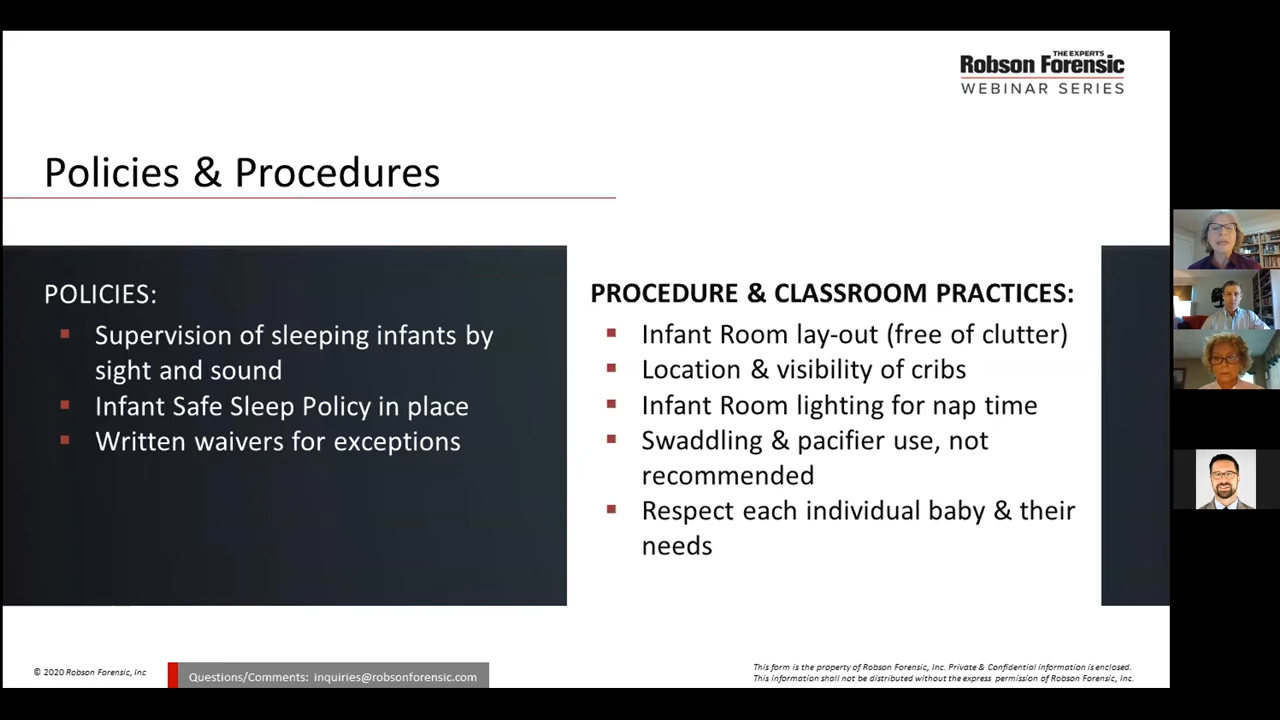 THE EXPERTS
Robson Forensic
WEBINAR SERIES
Policies & Procedures
POLICIES:
Supervision of sleeping infants by
sight and sound
Infant Safe Sleep Policy in place
Written waivers for exceptions
PROCEDURE & CLASSROOM PRACTICES:
Infant Room lay-out (free of clutter)
Location & visibility of cribs
Infant Room lighting for nap time
Swaddling & pacifier use, not
recommended
Respect each individual baby & their
needs
© 2020 Robson Forensic, Inc
Questions/Comments: inquiries@robsonforensic.com
This form is the property of Robson Forensic, Inc. Private & Confidential information is enclosed.
This information shall not be distributed without the express permission of Robson Forensic, Inc.